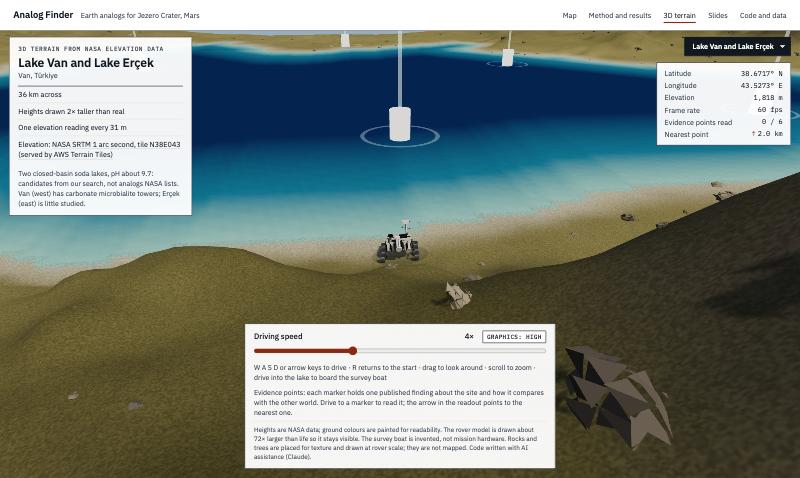 Analog Finder Earth analogs for Jezero Crater, Mars Map Method and results 3D terrain Slides Code and data
3D TERRAIN FROM NASA ELEVATION DATA
Lake Van and Lake Erçek
Van, Türkiye
36 km across
Heights drawn 2× taller than real
One elevation reading every 31 m
Elevation: NASA SRTM 1 arc second, tile N38E043
(served by AWS Terrain Tiles)
Two closed-basin soda lakes, pH about 9.7:
candidates from our search, not analogs NASA lists.
Van (west) has carbonate microbialite towers; Erçek
(east) is little studied.
Lake Van and Lake Erçek
Latitude 38.6717° N
Longitude 43.5273° E
Elevation 1,818 m
Frame rate 60 fps
Evidence points read 0 / 6
Nearest point ↑ 2.0 km
Driving speed 4× GRAPHICS: HIGH
W A S D or arrow keys to drive · R returns to the start · drag to look around · scroll to zoom ·
drive into the lake to board the survey boat
Evidence points: each marker holds one published finding about the site and how it compares
with the other world. Drive to a marker to read it; the arrow in the readout points to the
nearest one.
Heights are NASA data; ground colours are painted for readability. The rover model is drawn about
72× larger than life so it stays visible. The survey boat is invented, not mission hardware. Rocks and
trees are placed for texture and drawn at rover scale; they are not mapped. Code written with AI
assistance (Claude).